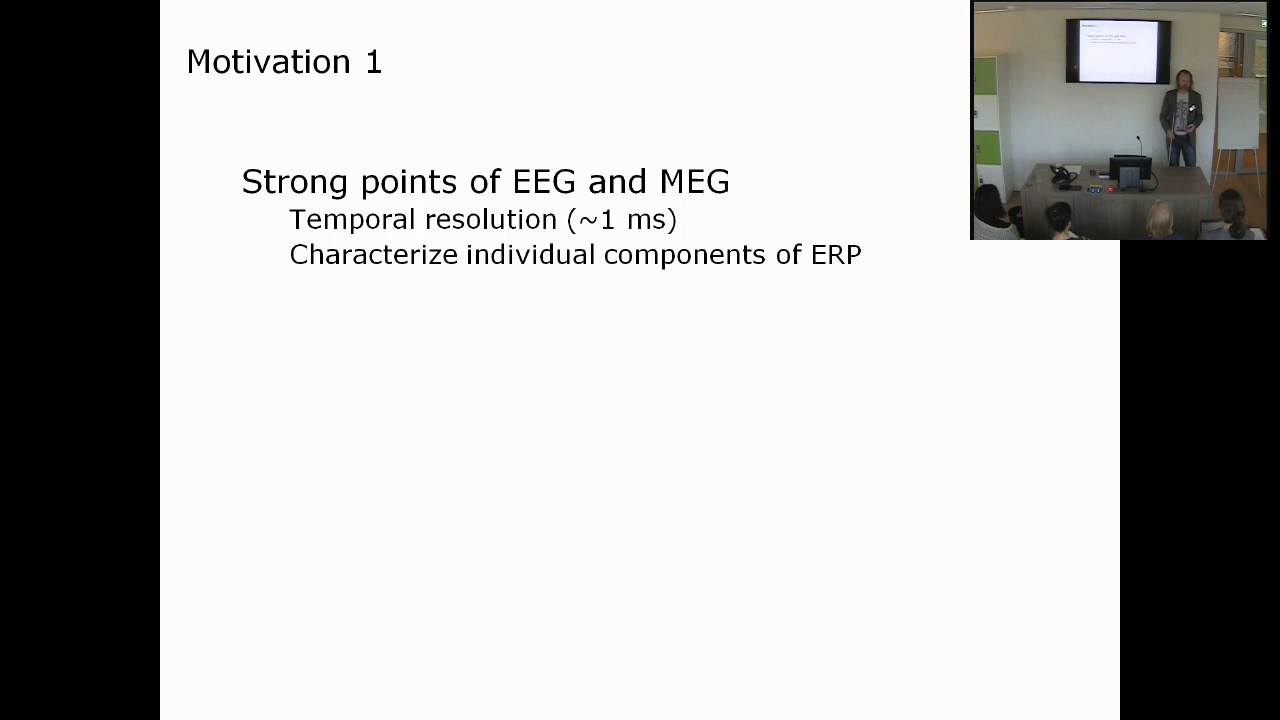 Motivation 1
Strong points of EEG and MEG
Temporal resolution (~1 ms)
Characterize individual components of ERP